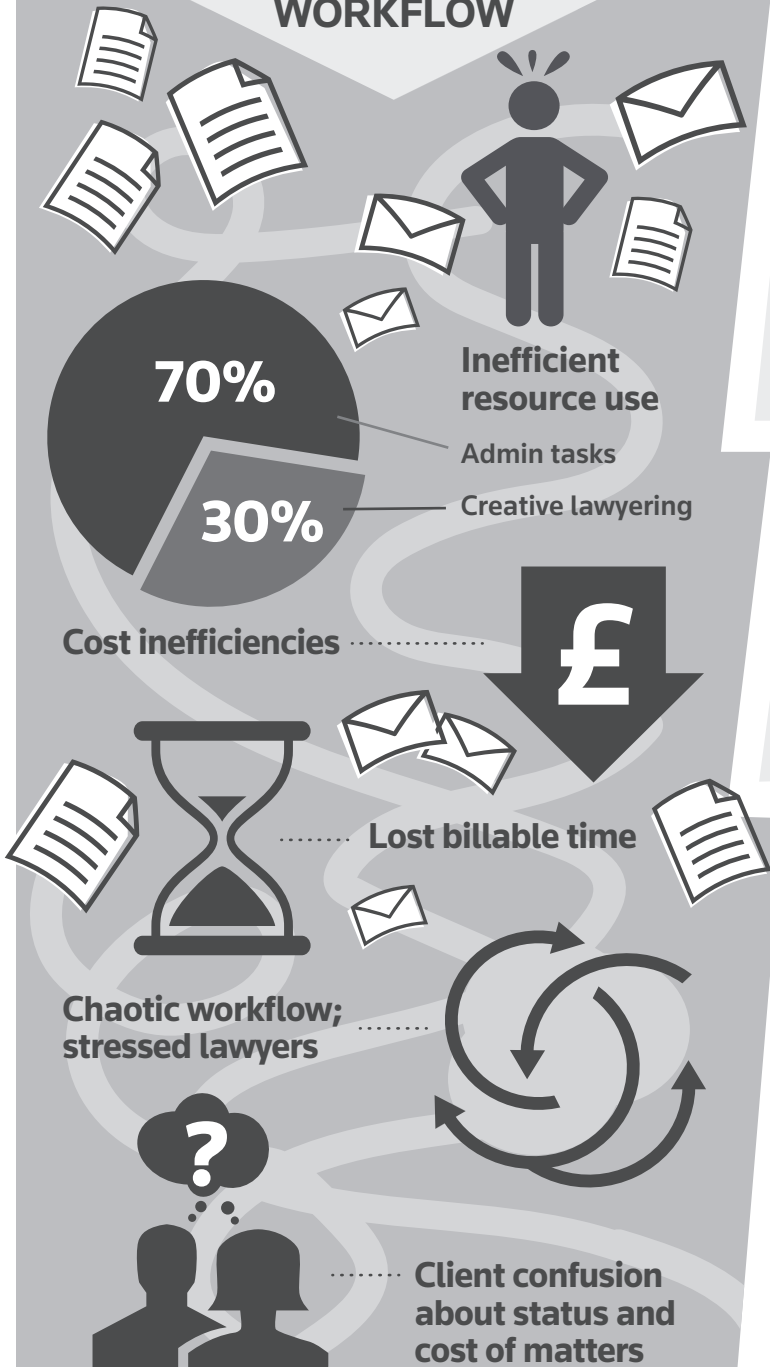 WORKFLOW
70%
30%
Inefficient
resource use
Admin tasks
Creative lawyering
Cost inefficiencies
£
Lost billable time
Chaotic workflow;
stressed lawyers
?
Client confusion
about status and
cost of matters